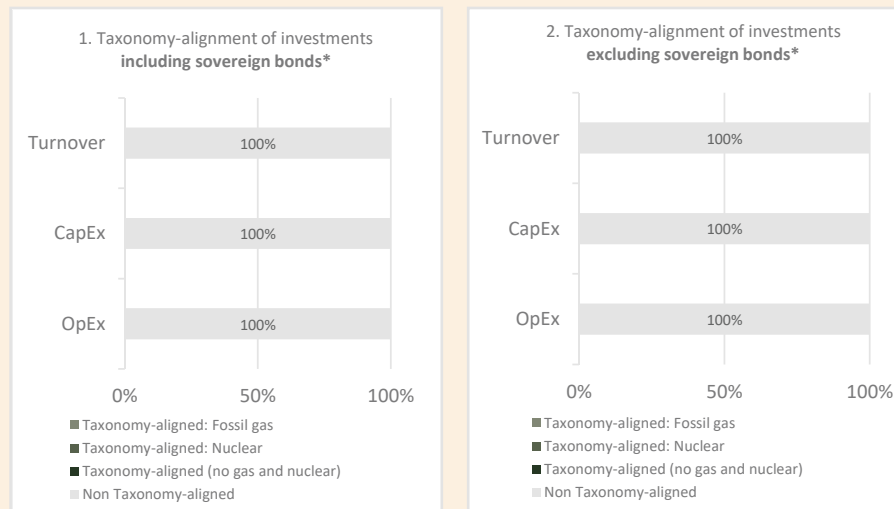 1. Taxonomy-alignment of investments
including sovereign bonds*
Turnover
100%
CapEx
100%
OpEx
100%
0%
50%
100%
Taxonomy-aligned: Fossil gas
Taxonomy-aligned: Nuclear
Taxonomy-aligned (no gas and nuclear)
Non Taxonomy-aligned
2. Taxonomy-alignment of investments
excluding sovereign bonds*
Turnover
100%
CapEx
100%
OpEx
100%
0%
50%
100%
Taxonomy-aligned: Fossil gas
Taxonomy-aligned: Nuclear
Taxonomy-aligned (no gas and nuclear)
Non Taxonomy-aligned